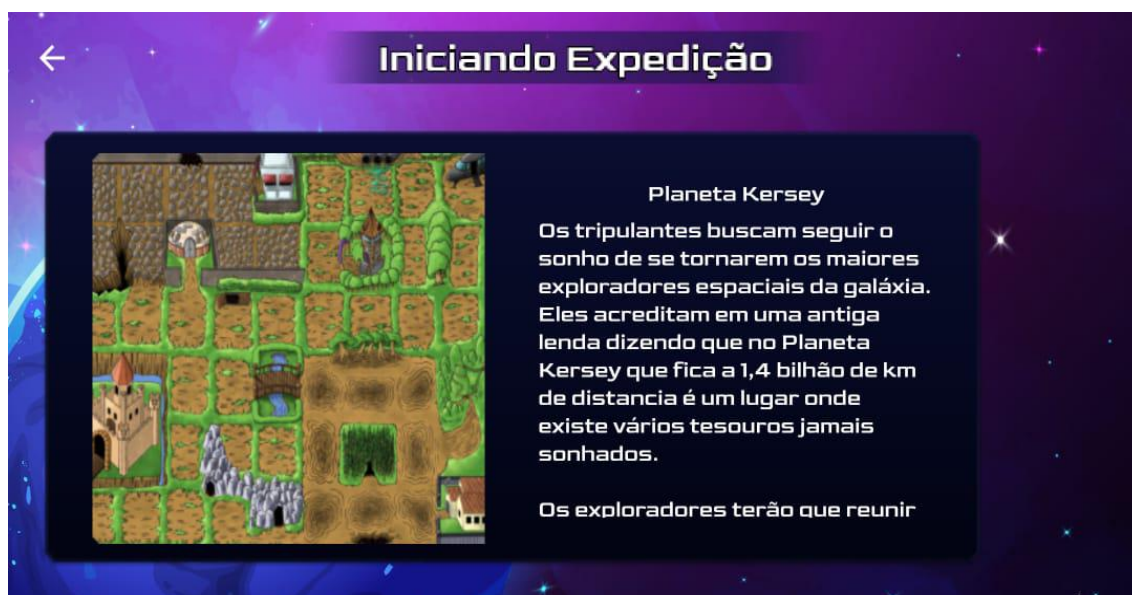 Iniciando Expedição
Planeta Kersey
Os tripulantes buscam seguir o
sonho de se tornarem os maiores
exploradores espaciais da galáxia.
Eles acreditam em uma antiga
lenda dizendo que no Planeta
Kersey que fica a 1,4 bilhão de km
de distancia é um lugar onde
existe vários tesouros jamais
sonhados.
Os exploradores terão que reunir